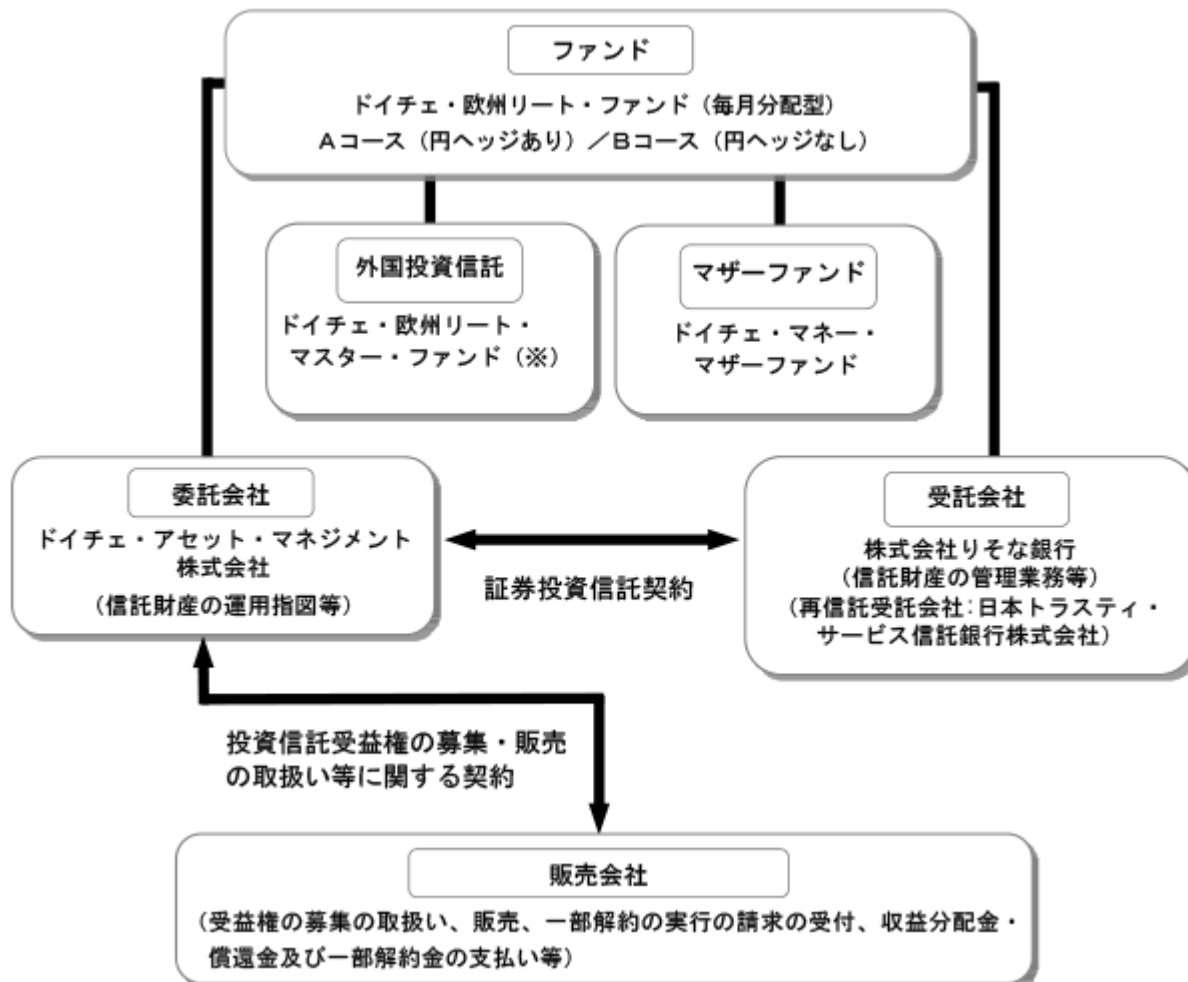 ファンド
ドイチェ・欧州リート・ファンド（毎月分配型）
Ａコース（円ヘッジあり）／Ｂコース（円ヘッジなし）
外国投資信託
ドイチェ・欧州リート・
マスター・ファンド（※）
マザーファンド
ドイチェ・マネー・
マザーファンド
委託会社
ドイチェ・アセット・マネジメント
株式会社
（信託財産の運用指図等）
証券投資信託契約
受託会社
株式会社りそな銀行
（信託財産の管理業務等）
（再信託受託会社：日本トラスティ・
サービス信託銀行株式会社）
投資信託受益権の募集・販売
の取扱い等に関する契約
販売会社
（受益権の募集の取扱い、販売、一部解約の実行の請求の受付、収益分配金・
償還金及び一部解約金の支払い等）